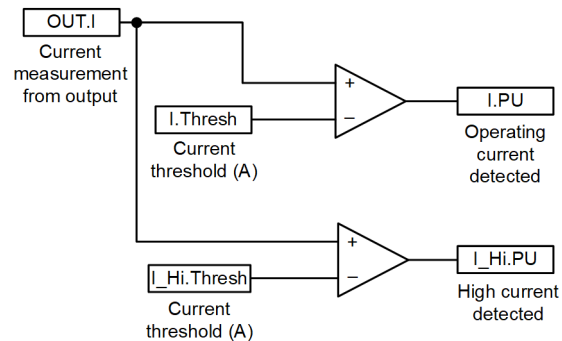 OUT.I
Current
measurement
from output
+
I.Thresh
–
Current
threshold (A)
I.PU
Operating
current
detected
+
I_Hi.Thresh
–
Current
threshold (A)
I_Hi.PU
High current
detected